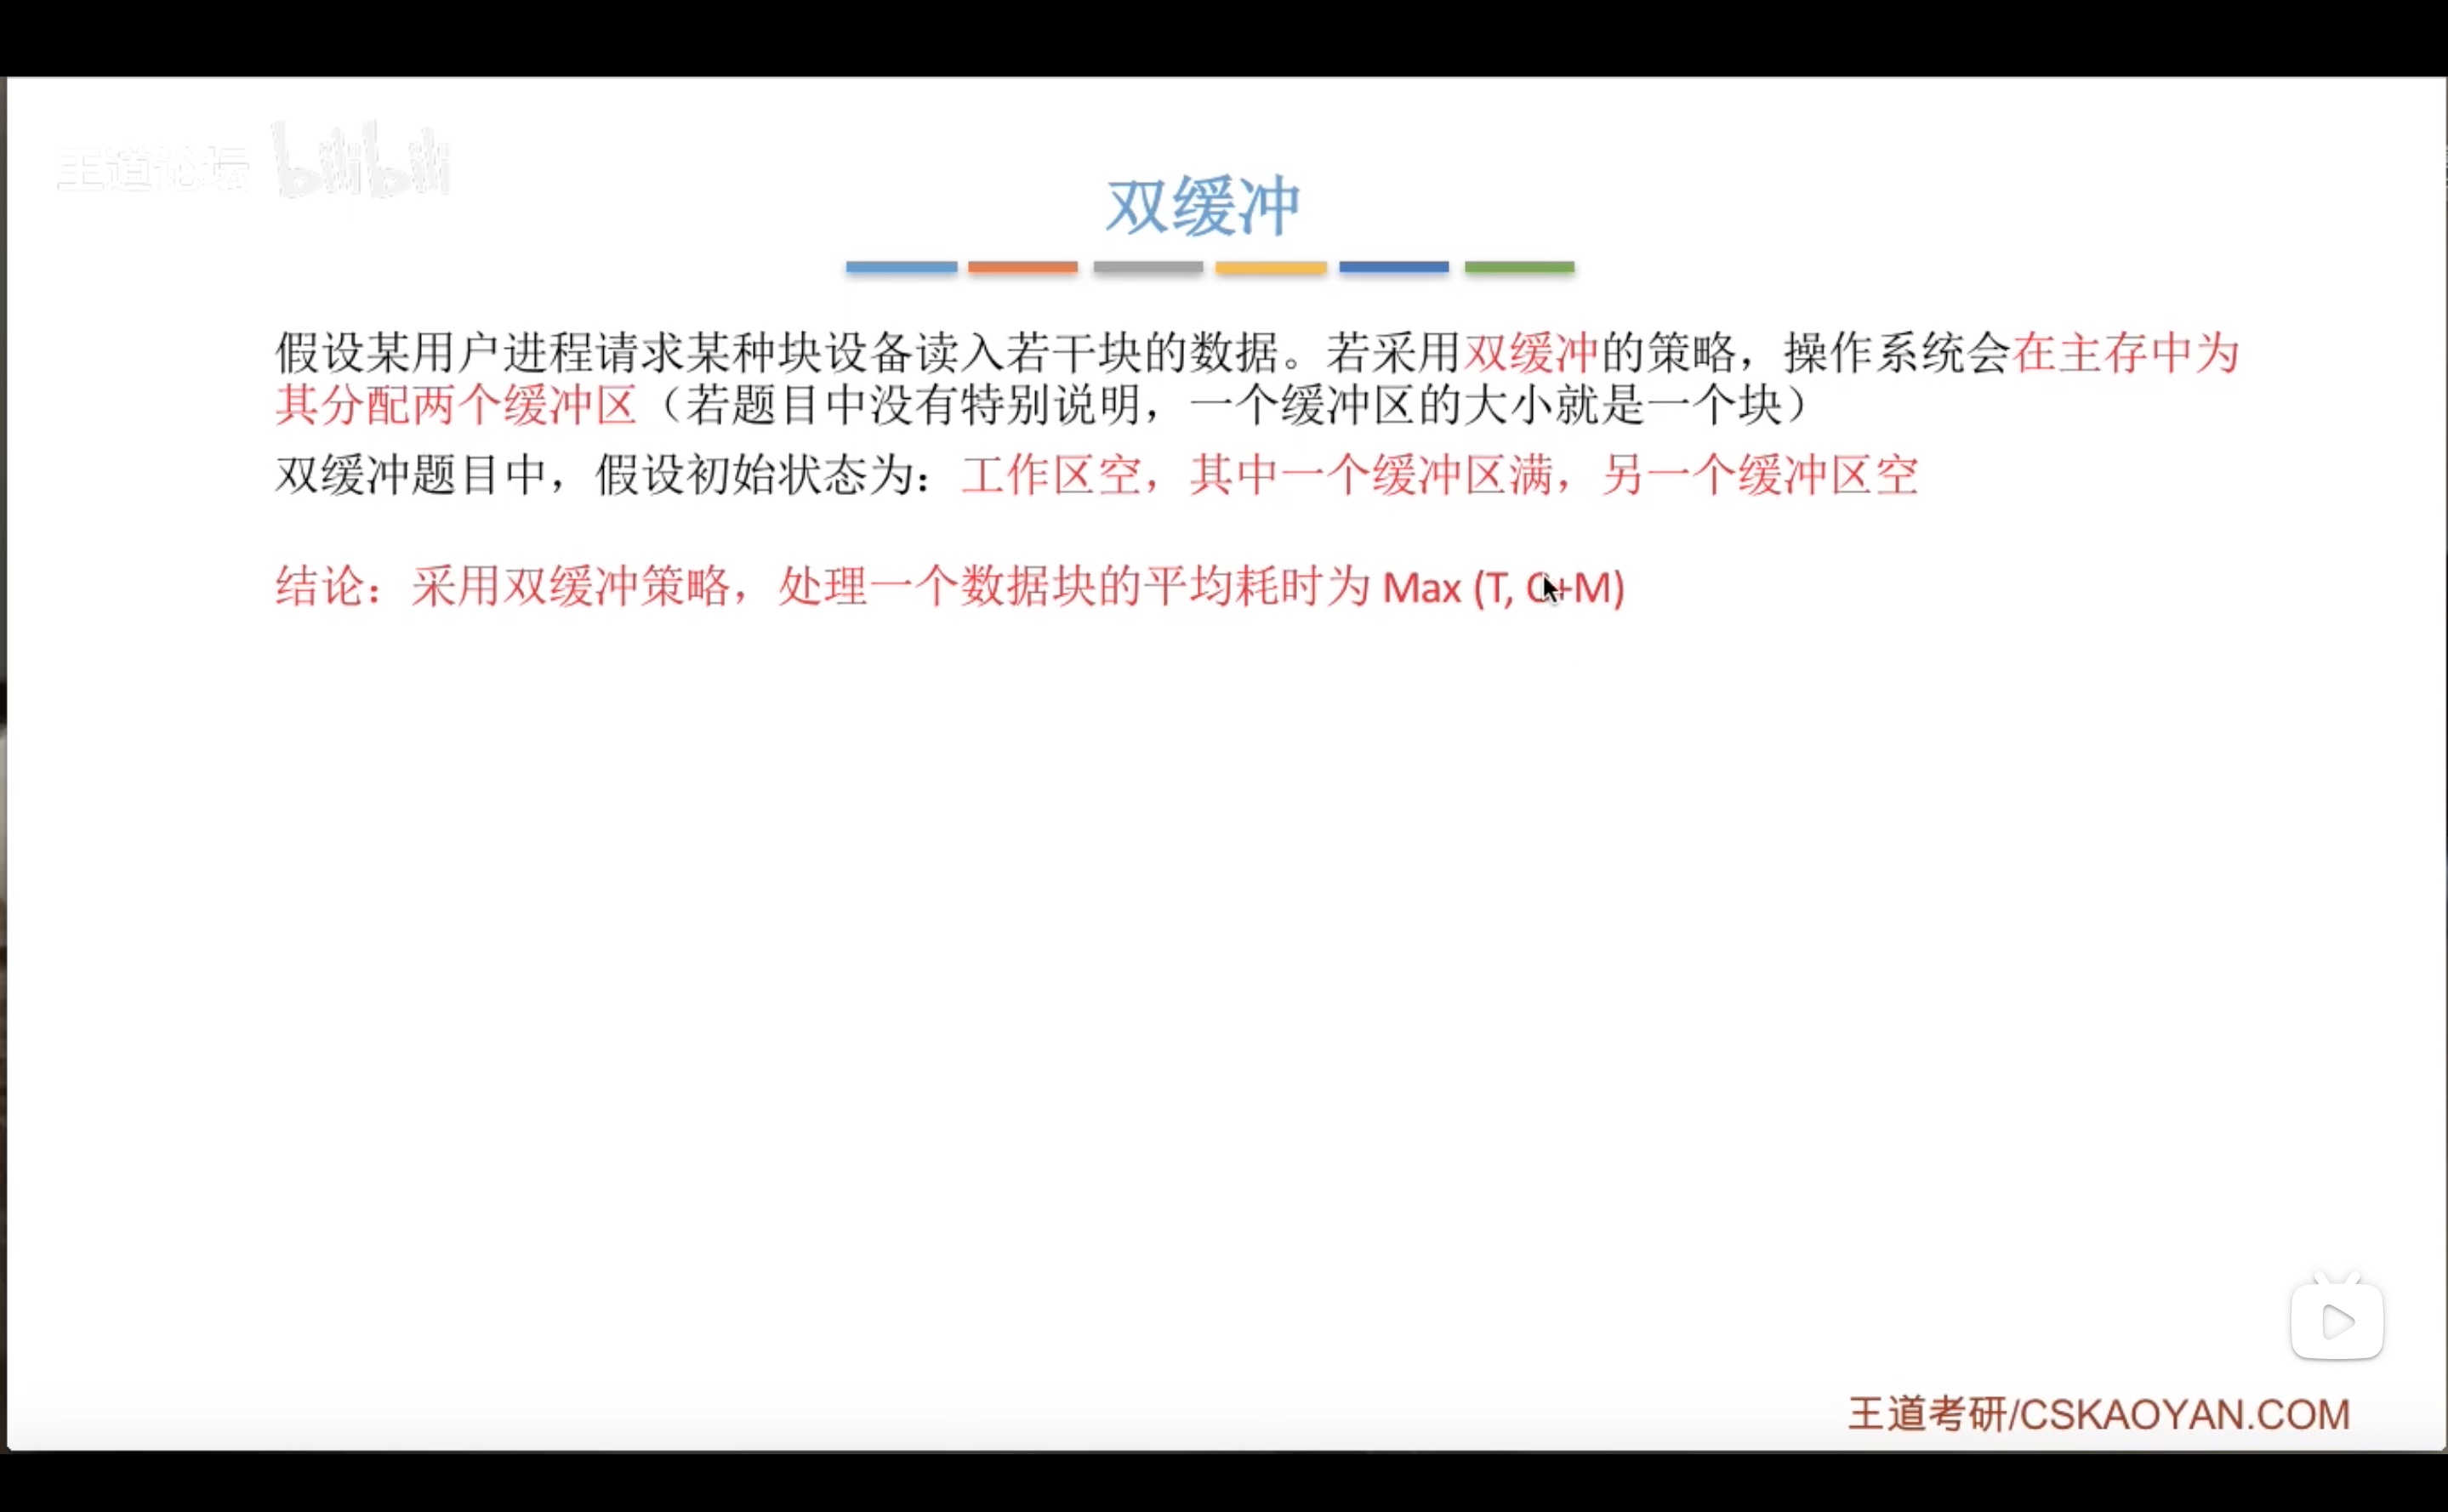 王道论坛 bilibili
双缓冲
假设某用户进程请求某种块设备读入若干块的数据。若采用双缓冲的策略，操作系统会在主存中为
其分配两个缓冲区（若题目中没有特别说明，一个缓冲区的大小就是一个块）
双缓冲题目中，假设初始状态为：工作区空，其中一个缓冲区满，另一个缓冲区空
结论：采用双缓冲策略，处理一个数据块的平均耗时为 Max (T, C+M)
王道考研/CSKAOYAN.COM